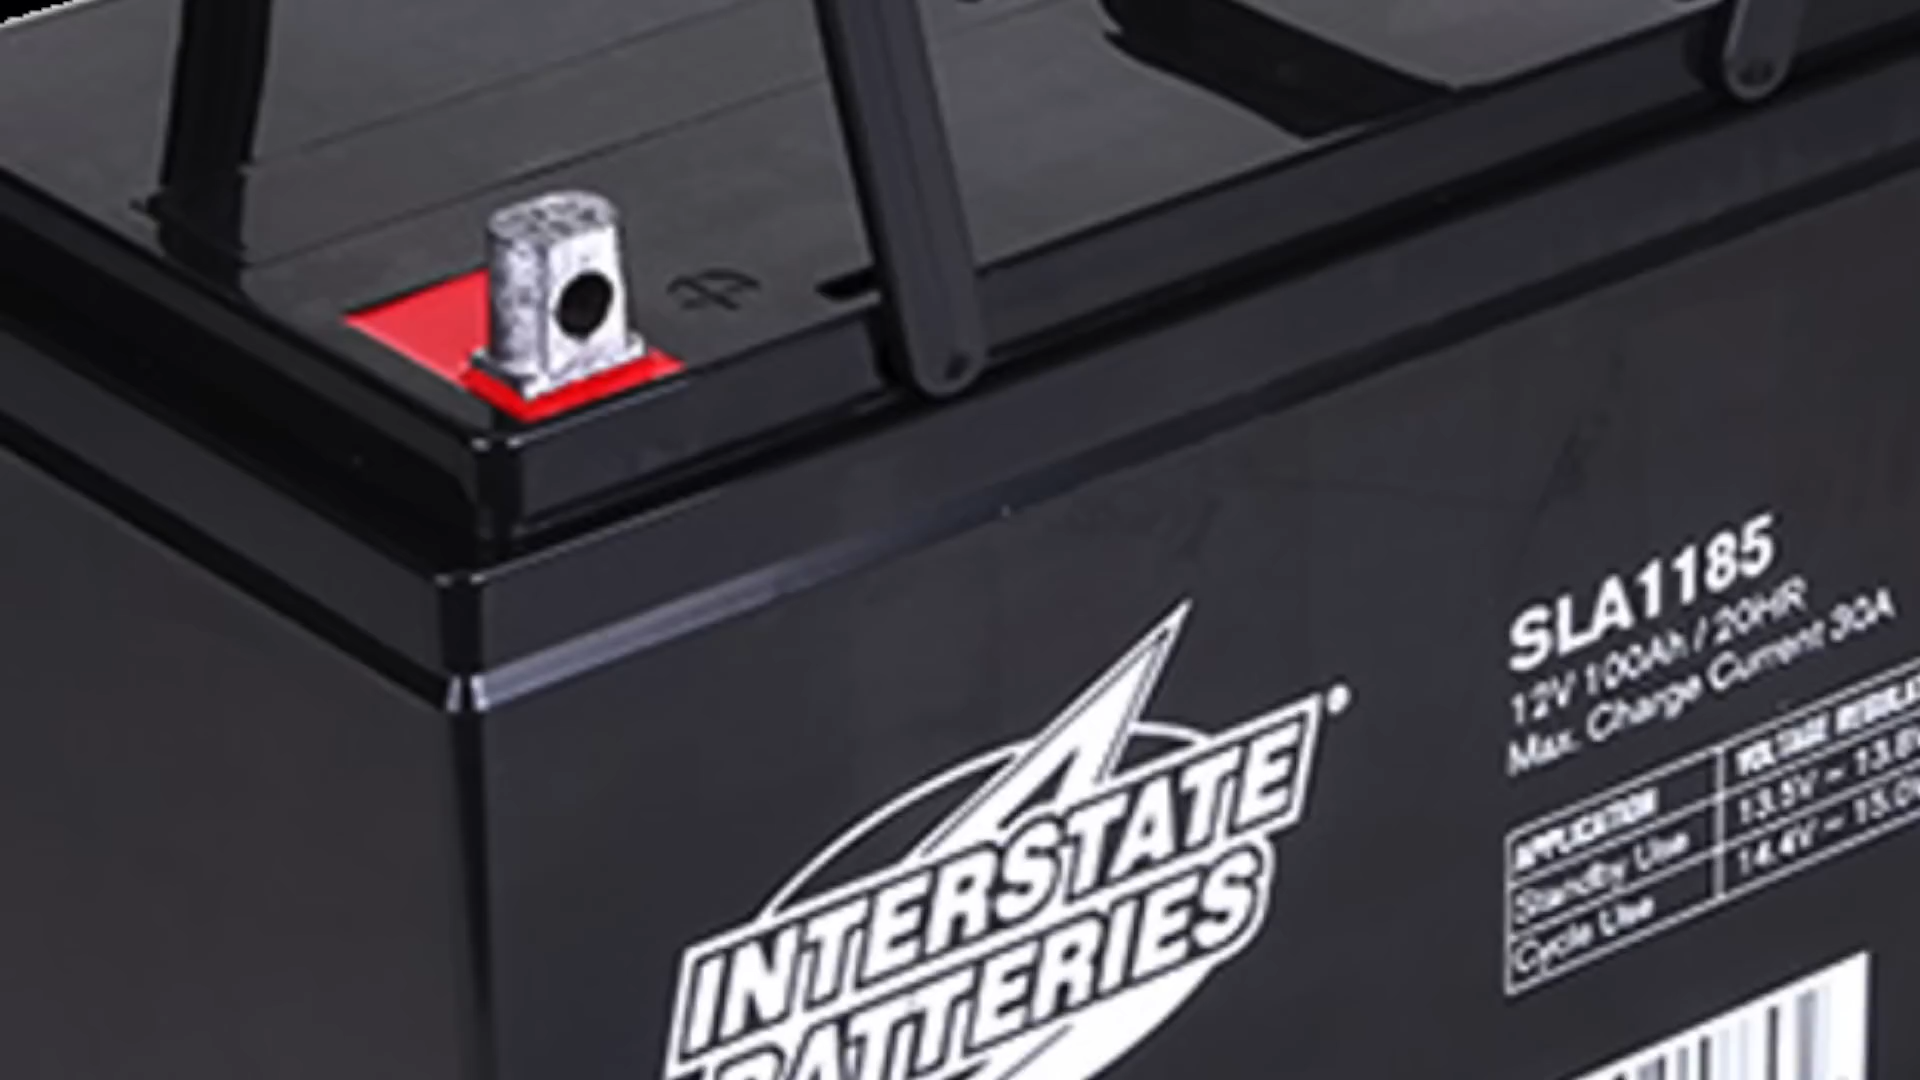 SLA1185
12V 100Ah / 20HR
Max. Charge Current 30A
APPLICATION
VOLTAGE
Standby Use
13.5V ~ 13.8V
Cycle Use
14.4V ~ 15.0V
INTERSTATE
BATTERIES